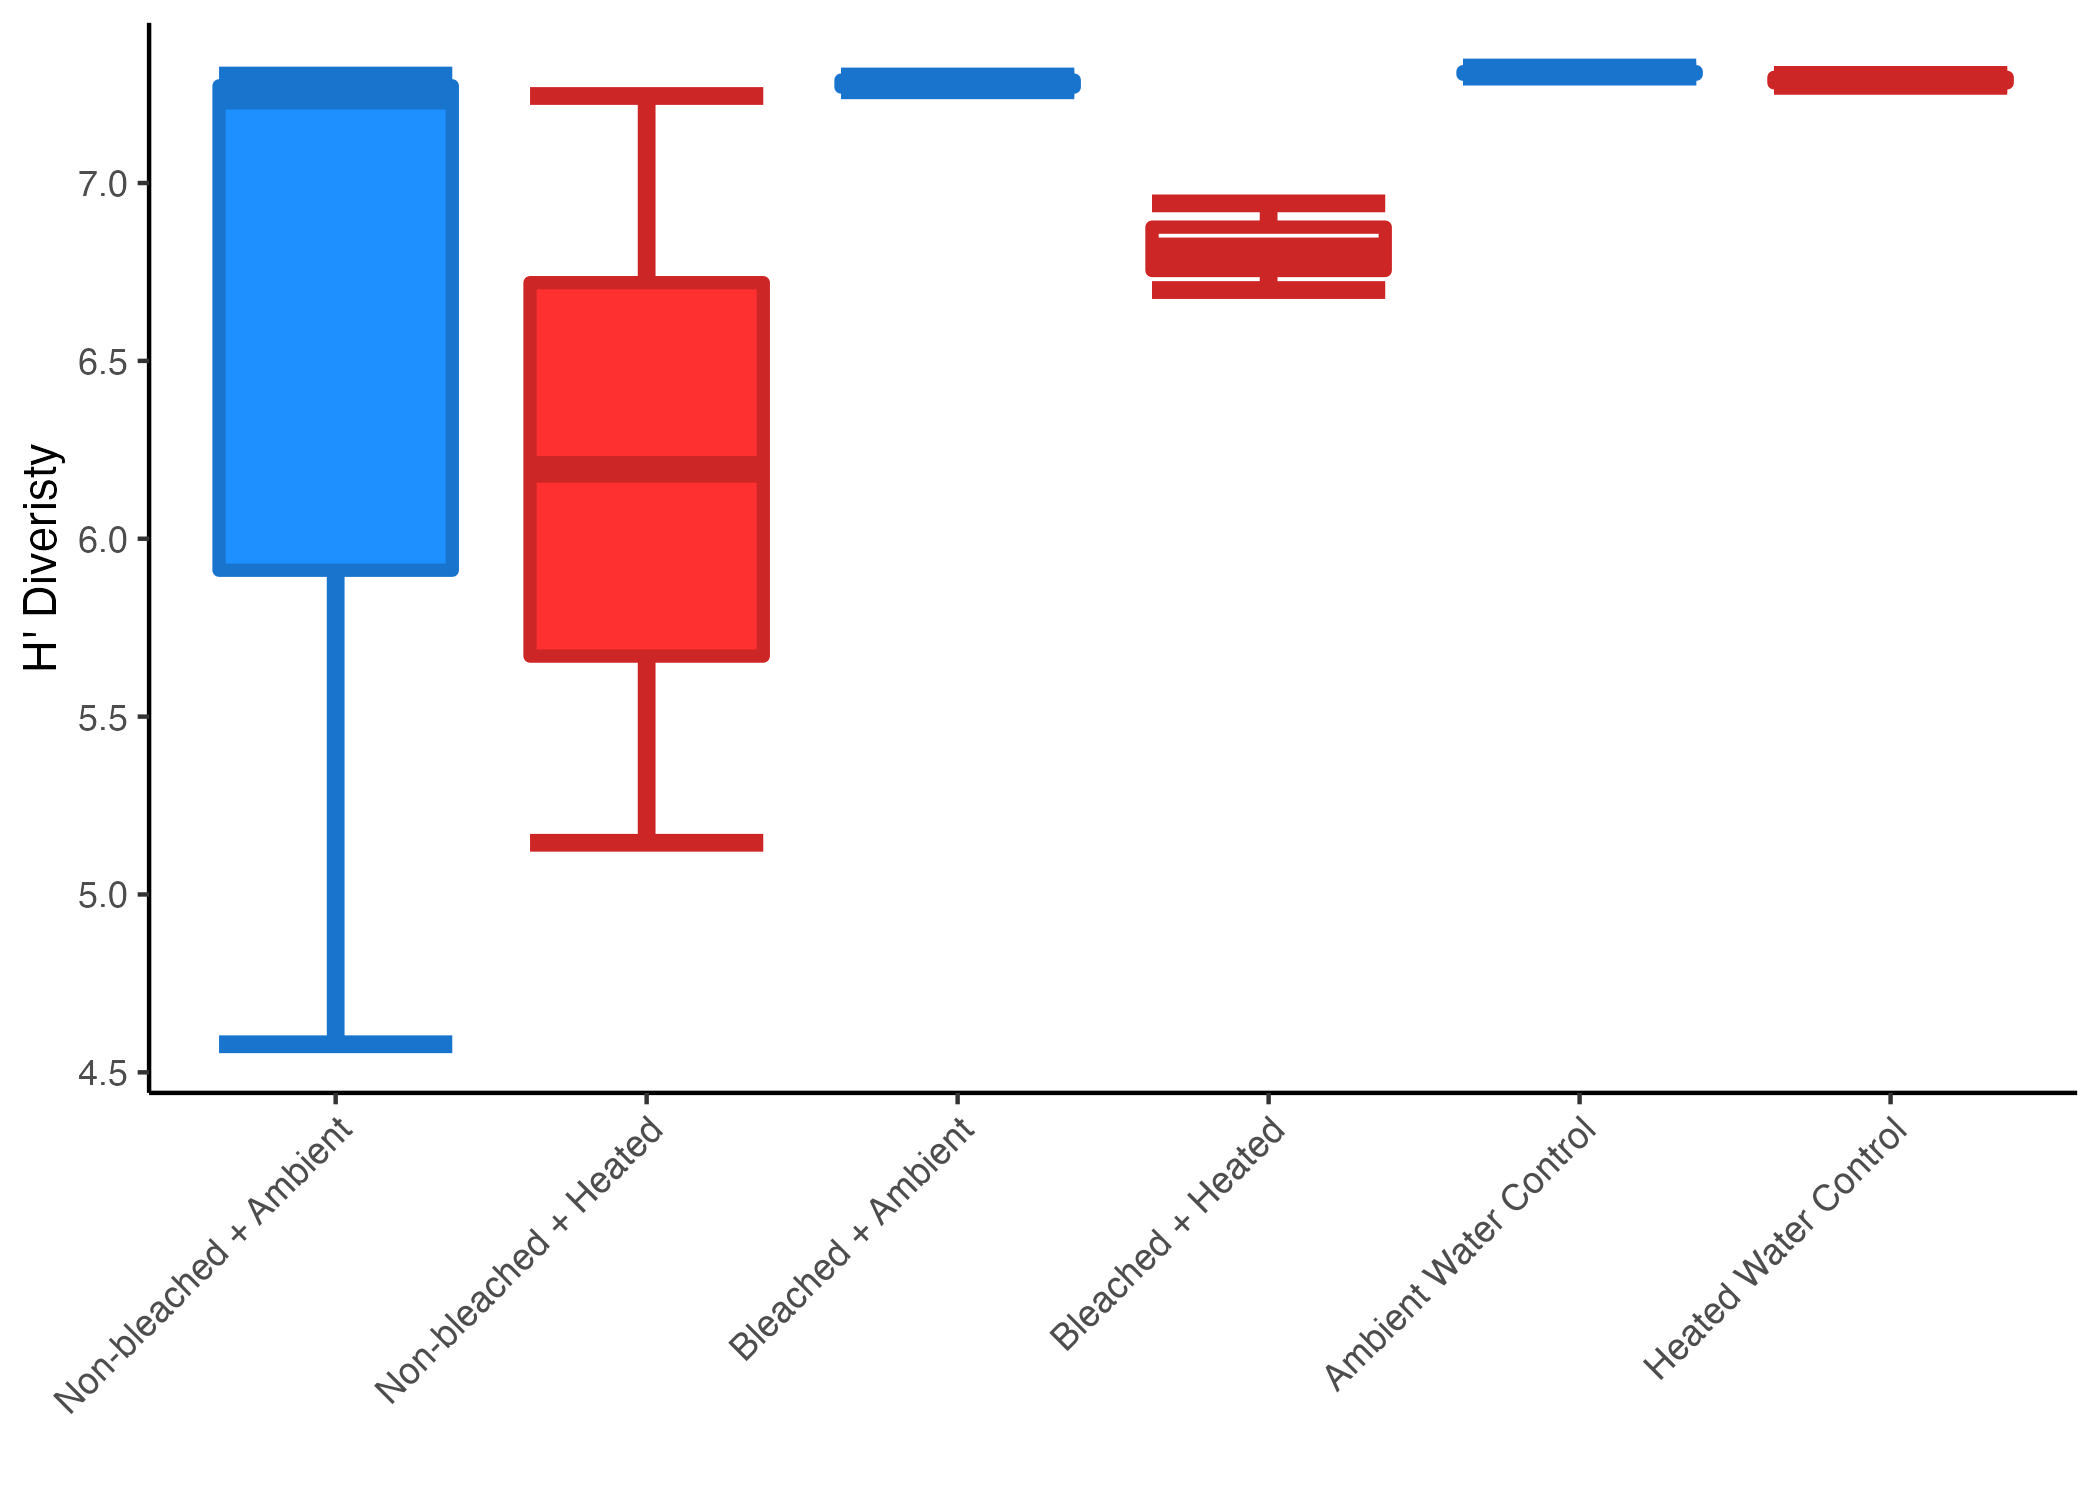 H' Diveristy
7.0
6.5
6.0
5.5
5.0
4.5
Non-bleached + Ambient
Non-bleached + Heated
Bleached + Ambient
Bleached + Heated
Ambient Water Control
Heated Water Control